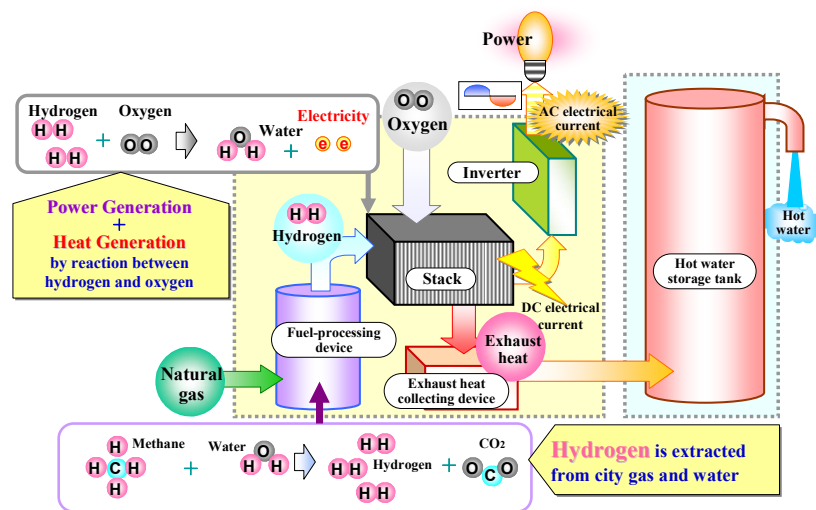 Power
AC electrical
current
Hydrogen
Oxygen
H H
H H
+
O O
O
H H
Water
+
Electricity
e e
O O
Oxygen
Inverter
Power Generation
+
Heat Generation
by reaction between
hydrogen and oxygen
H H
Hydrogen
Stack
DC electrical
current
Hot
water
Hot water
storage tank
Fuel-processing
device
Exhaust
heat
Exhaust heat
collecting device
Natural
gas
H
H C H
H
Methane
+
Water
O
H H
H H
H H
H H
Hydrogen
+
CO2
O C O
Hydrogen is extracted
from city gas and water